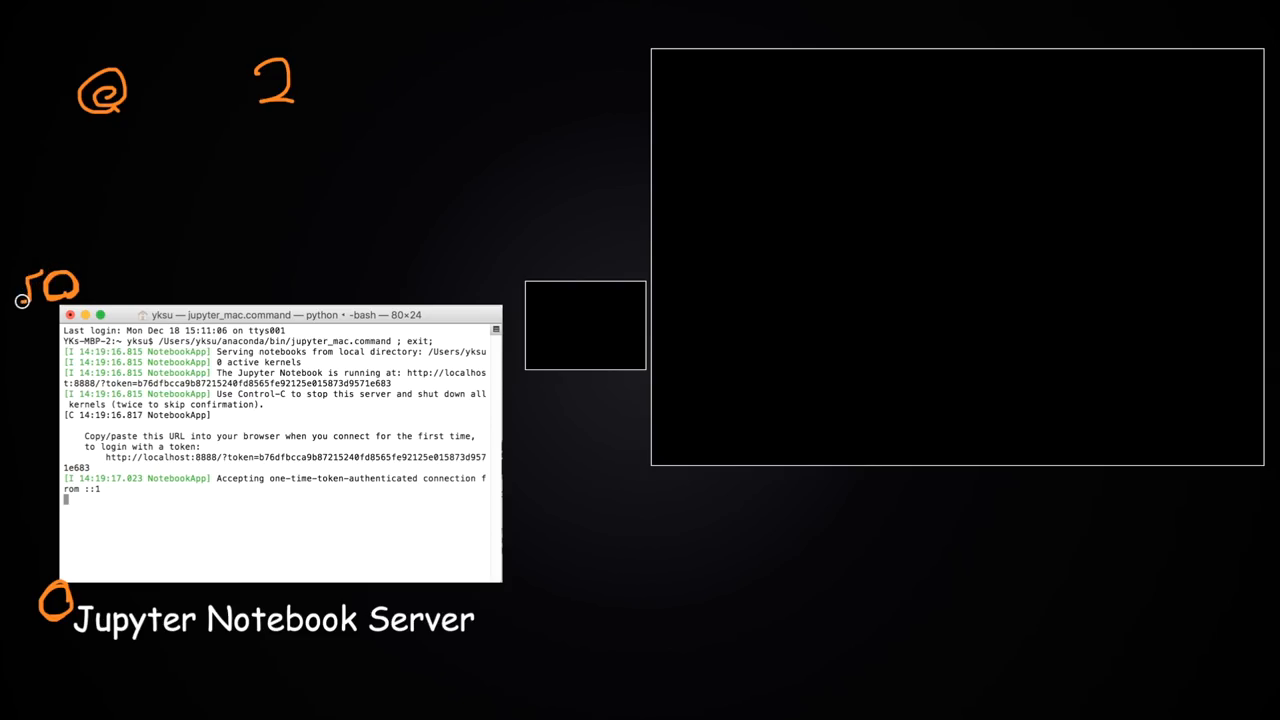 @ 2
50
yksu — jupyter_mac.command — python • -bash — 80×24
Last login: Mon Dec 18 15:11:06 on ttys001
YKs-MBP-2:~ yksu$ /Users/yksu/anaconda/bin/jupyter_mac.command ; exit;
[I 14:19:16.815 NotebookApp] Serving notebooks from local directory: /Users/yksu
[I 14:19:16.815 NotebookApp] 0 active kernels
[I 14:19:16.815 NotebookApp] The Jupyter Notebook is running at: http://localhos
t:8888/?token=b76dfbcca9b87215240fd8565fe92125e015873d9571e683
[I 14:19:16.815 NotebookApp] Use Control-C to stop this server and shut down all
kernels (twice to skip confirmation).
[C 14:19:16.817 NotebookApp]
Copy/paste this URL into your browser when you connect for the first time,
to login with a token:
http://localhost:8888/?token=b76dfbcca9b87215240fd8565fe92125e015873d957
1e683
[I 14:19:17.023 NotebookApp] Accepting one-time-token-authenticated connection f
rom ::1
0
Jupyter Notebook Server